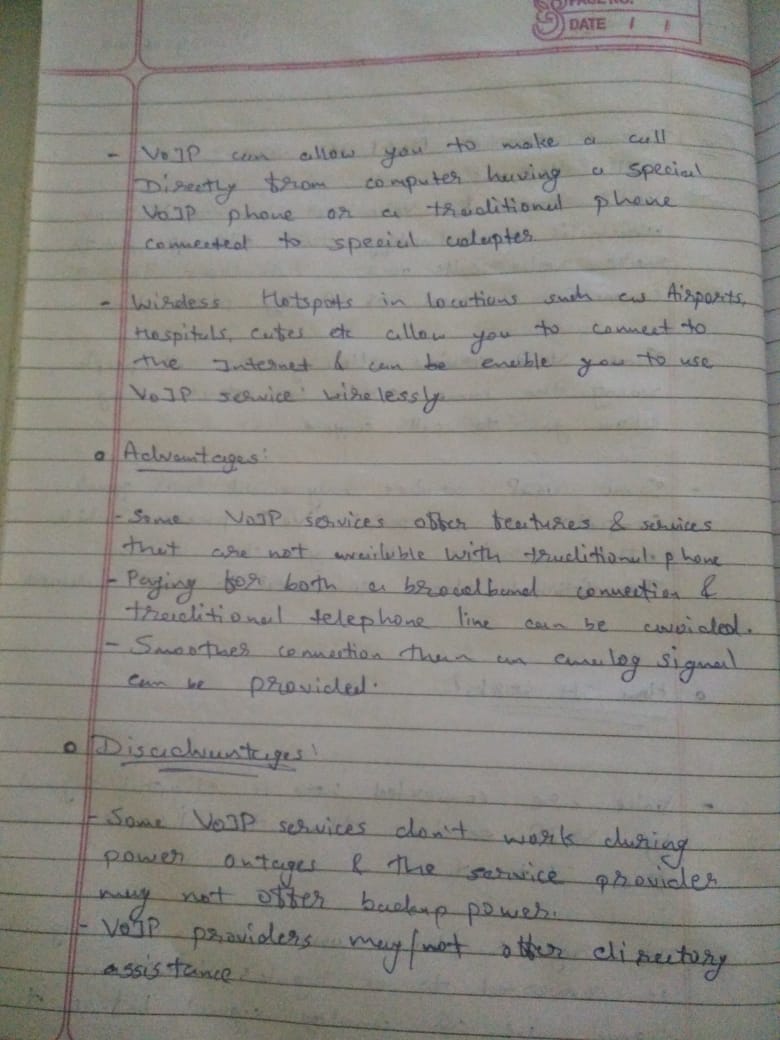 PAGE NO.
DATE / /
- VoIP can allow you to make a call
Directly from computer having a special
VoIP phone or a traditional phone
connected to special adapter
- Wireless Hotspots in locations such as Airports,
Hospitals, cafes etc allow you to connect to
the Internet & can be enable you to use
VoIP service wirelessly
Advantages:
- Some VoIP services offer features & services
that are not available with traditional phone
- Paying for both a broadband connection &
traditional telephone line can be avoided.
- Smoother connection than an analog signal
can be provided.
Disadvantages:
- Some VoIP services don't work during
power outages & the service provider
may not offer backup power.
- VoIP providers may/not offer directory
assistance